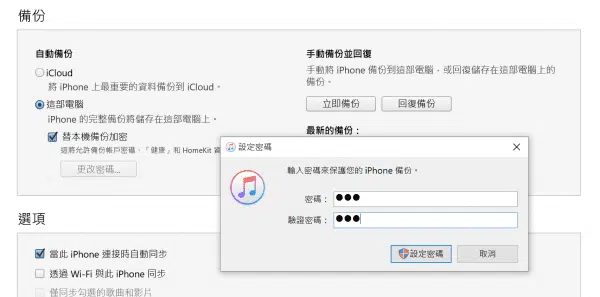 備份
自動備份
iCloud
將 iPhone 上最重要的資料備份到 iCloud。
這部電腦
iPhone 的完整備份將儲存在這部電腦上。
替本機備份加密
這將允許備份帳戶密碼、「健康」和 HomeKit
更改密碼...
手動備份並回復
手動將 iPhone 備份到這部電腦，或回復儲存在這部電腦上的
備份。
立即備份
回復備份
最新的備份：
設定密碼
輸入密碼來保護您的 iPhone 備份。
密碼：
驗證密碼：
設定密碼
取消
選項
當此 iPhone 連接時自動同步
透過 Wi-Fi 與此 iPhone 同步
僅同步勾選的歌曲和影片